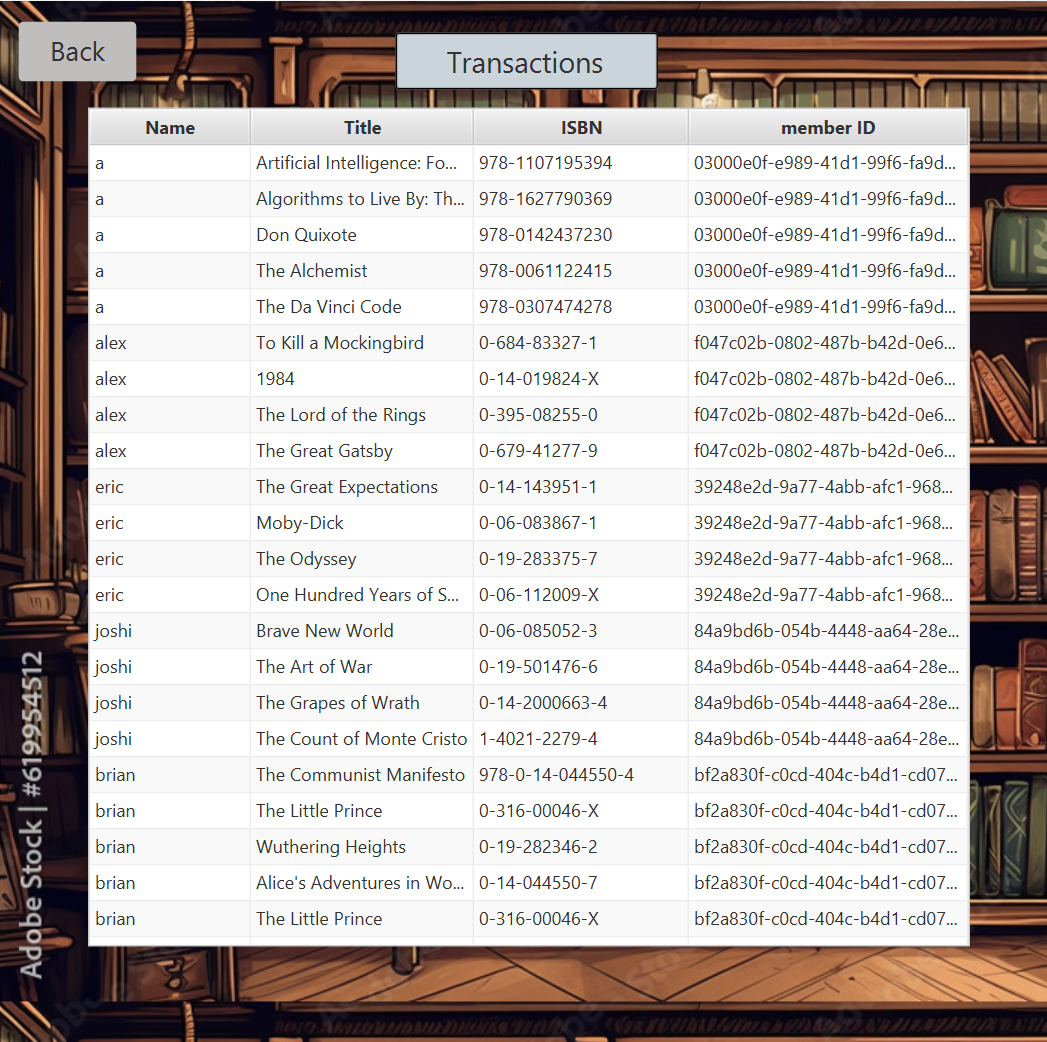 Back
Transactions
Name Title ISBN member ID
a Artificial Intelligence: Fo... 978-1107195394 03000e0f-e989-41d1-99f6-fa9d...
a Algorithms to Live By: Th... 978-1627790369 03000e0f-e989-41d1-99f6-fa9d...
a Don Quixote 978-0142437230 03000e0f-e989-41d1-99f6-fa9d...
a The Alchemist 978-0061122415 03000e0f-e989-41d1-99f6-fa9d...
a The Da Vinci Code 978-0307474278 03000e0f-e989-41d1-99f6-fa9d...
alex To Kill a Mockingbird 0-684-83327-1 f047c02b-0802-487b-b42d-0e6...
alex 1984 0-14-019824-X f047c02b-0802-487b-b42d-0e6...
alex The Lord of the Rings 0-395-08255-0 f047c02b-0802-487b-b42d-0e6...
alex The Great Gatsby 0-679-41277-9 f047c02b-0802-487b-b42d-0e6...
eric The Great Expectations 0-14-143951-1 39248e2d-9a77-4abb-afc1-968...
eric Moby-Dick 0-06-083867-1 39248e2d-9a77-4abb-afc1-968...
eric The Odyssey 0-19-283375-7 39248e2d-9a77-4abb-afc1-968...
eric One Hundred Years of S... 0-06-112009-X 39248e2d-9a77-4abb-afc1-968...
joshi Brave New World 0-06-085052-3 84a9bd6b-054b-4448-aa64-28e...
joshi The Art of War 0-19-501476-6 84a9bd6b-054b-4448-aa64-28e...
joshi The Grapes of Wrath 0-14-2000663-4 84a9bd6b-054b-4448-aa64-28e...
joshi The Count of Monte Cristo 1-4021-2279-4 84a9bd6b-054b-4448-aa64-28e...
brian The Communist Manifesto 978-0-14-044550-4 bf2a830f-c0cd-404c-b4d1-cd07...
brian The Little Prince 0-316-00046-X bf2a830f-c0cd-404c-b4d1-cd07...
brian Wuthering Heights 0-19-282346-2 bf2a830f-c0cd-404c-b4d1-cd07...
brian Alice's Adventures in Wo... 0-14-044550-7 bf2a830f-c0cd-404c-b4d1-cd07...
brian The Little Prince 0-316-00046-X bf2a830f-c0cd-404c-b4d1-cd07...
Adobe Stock | #619954512